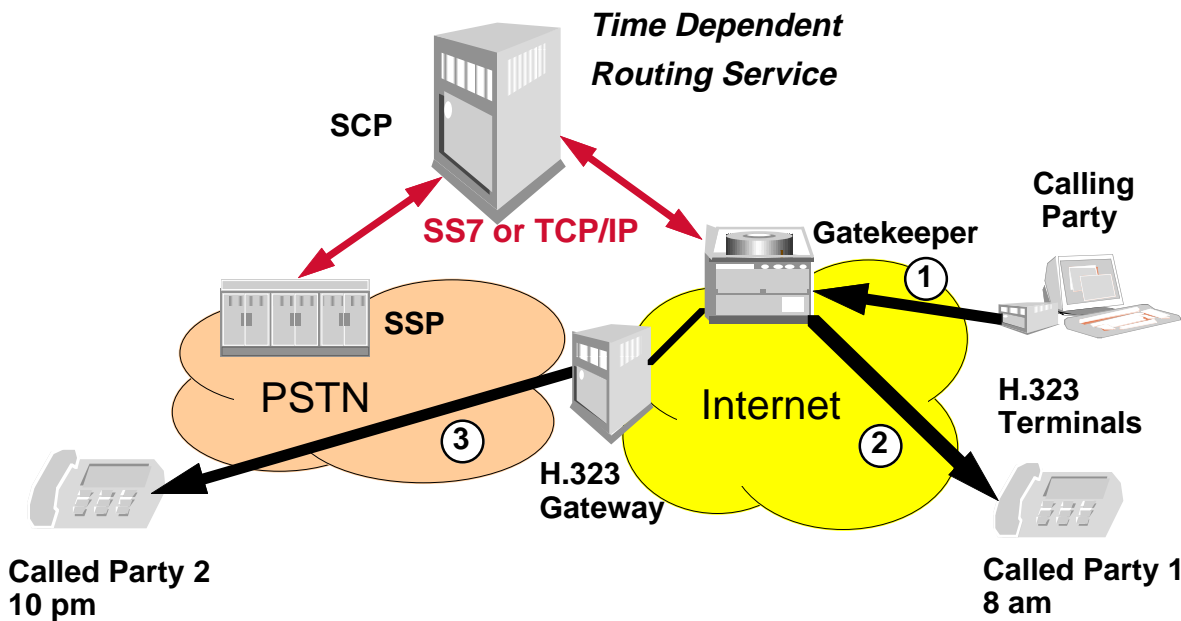 Time Dependent
Routing Service
SCP
SS7 or TCP/IP
Calling
Party
Gatekeeper
1
SSP
PSTN
Internet
H.323
Terminals
2
3
H.323
Gateway
Called Party 2
10 pm
Called Party 1
8 am